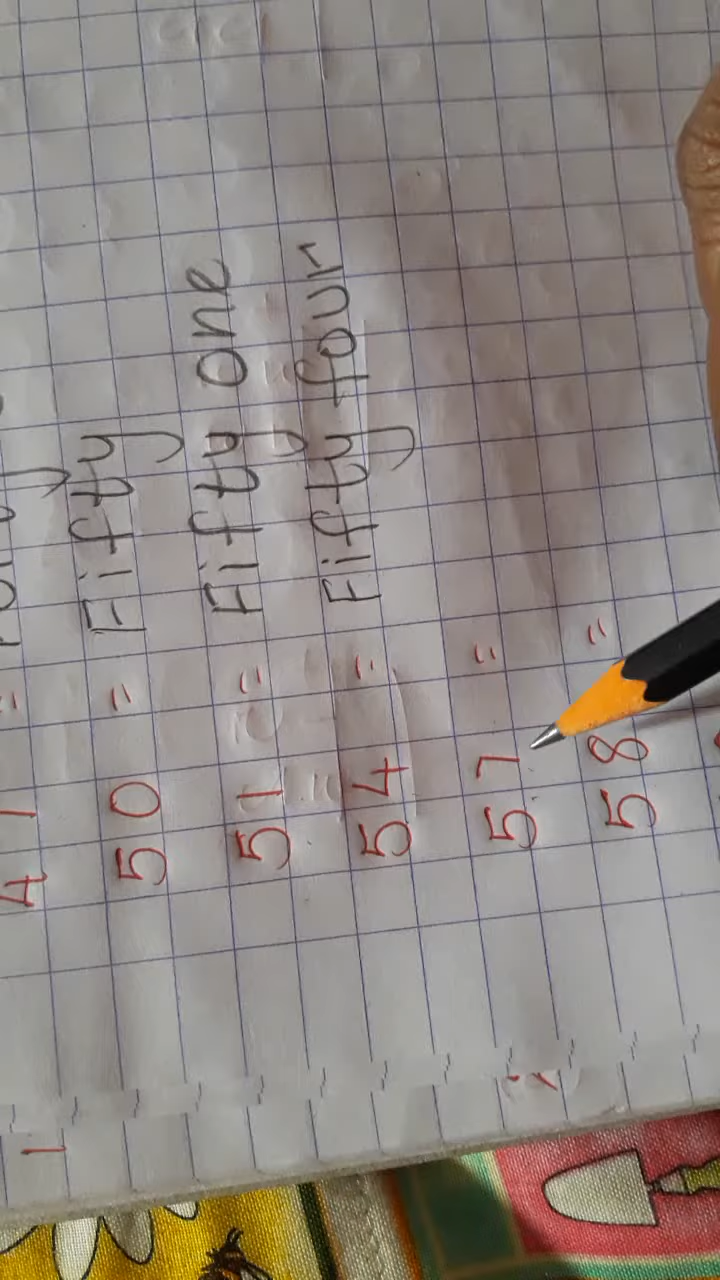 50 = Fifty
51 = Fifty one
54 = Fifty four
57 =
58 =